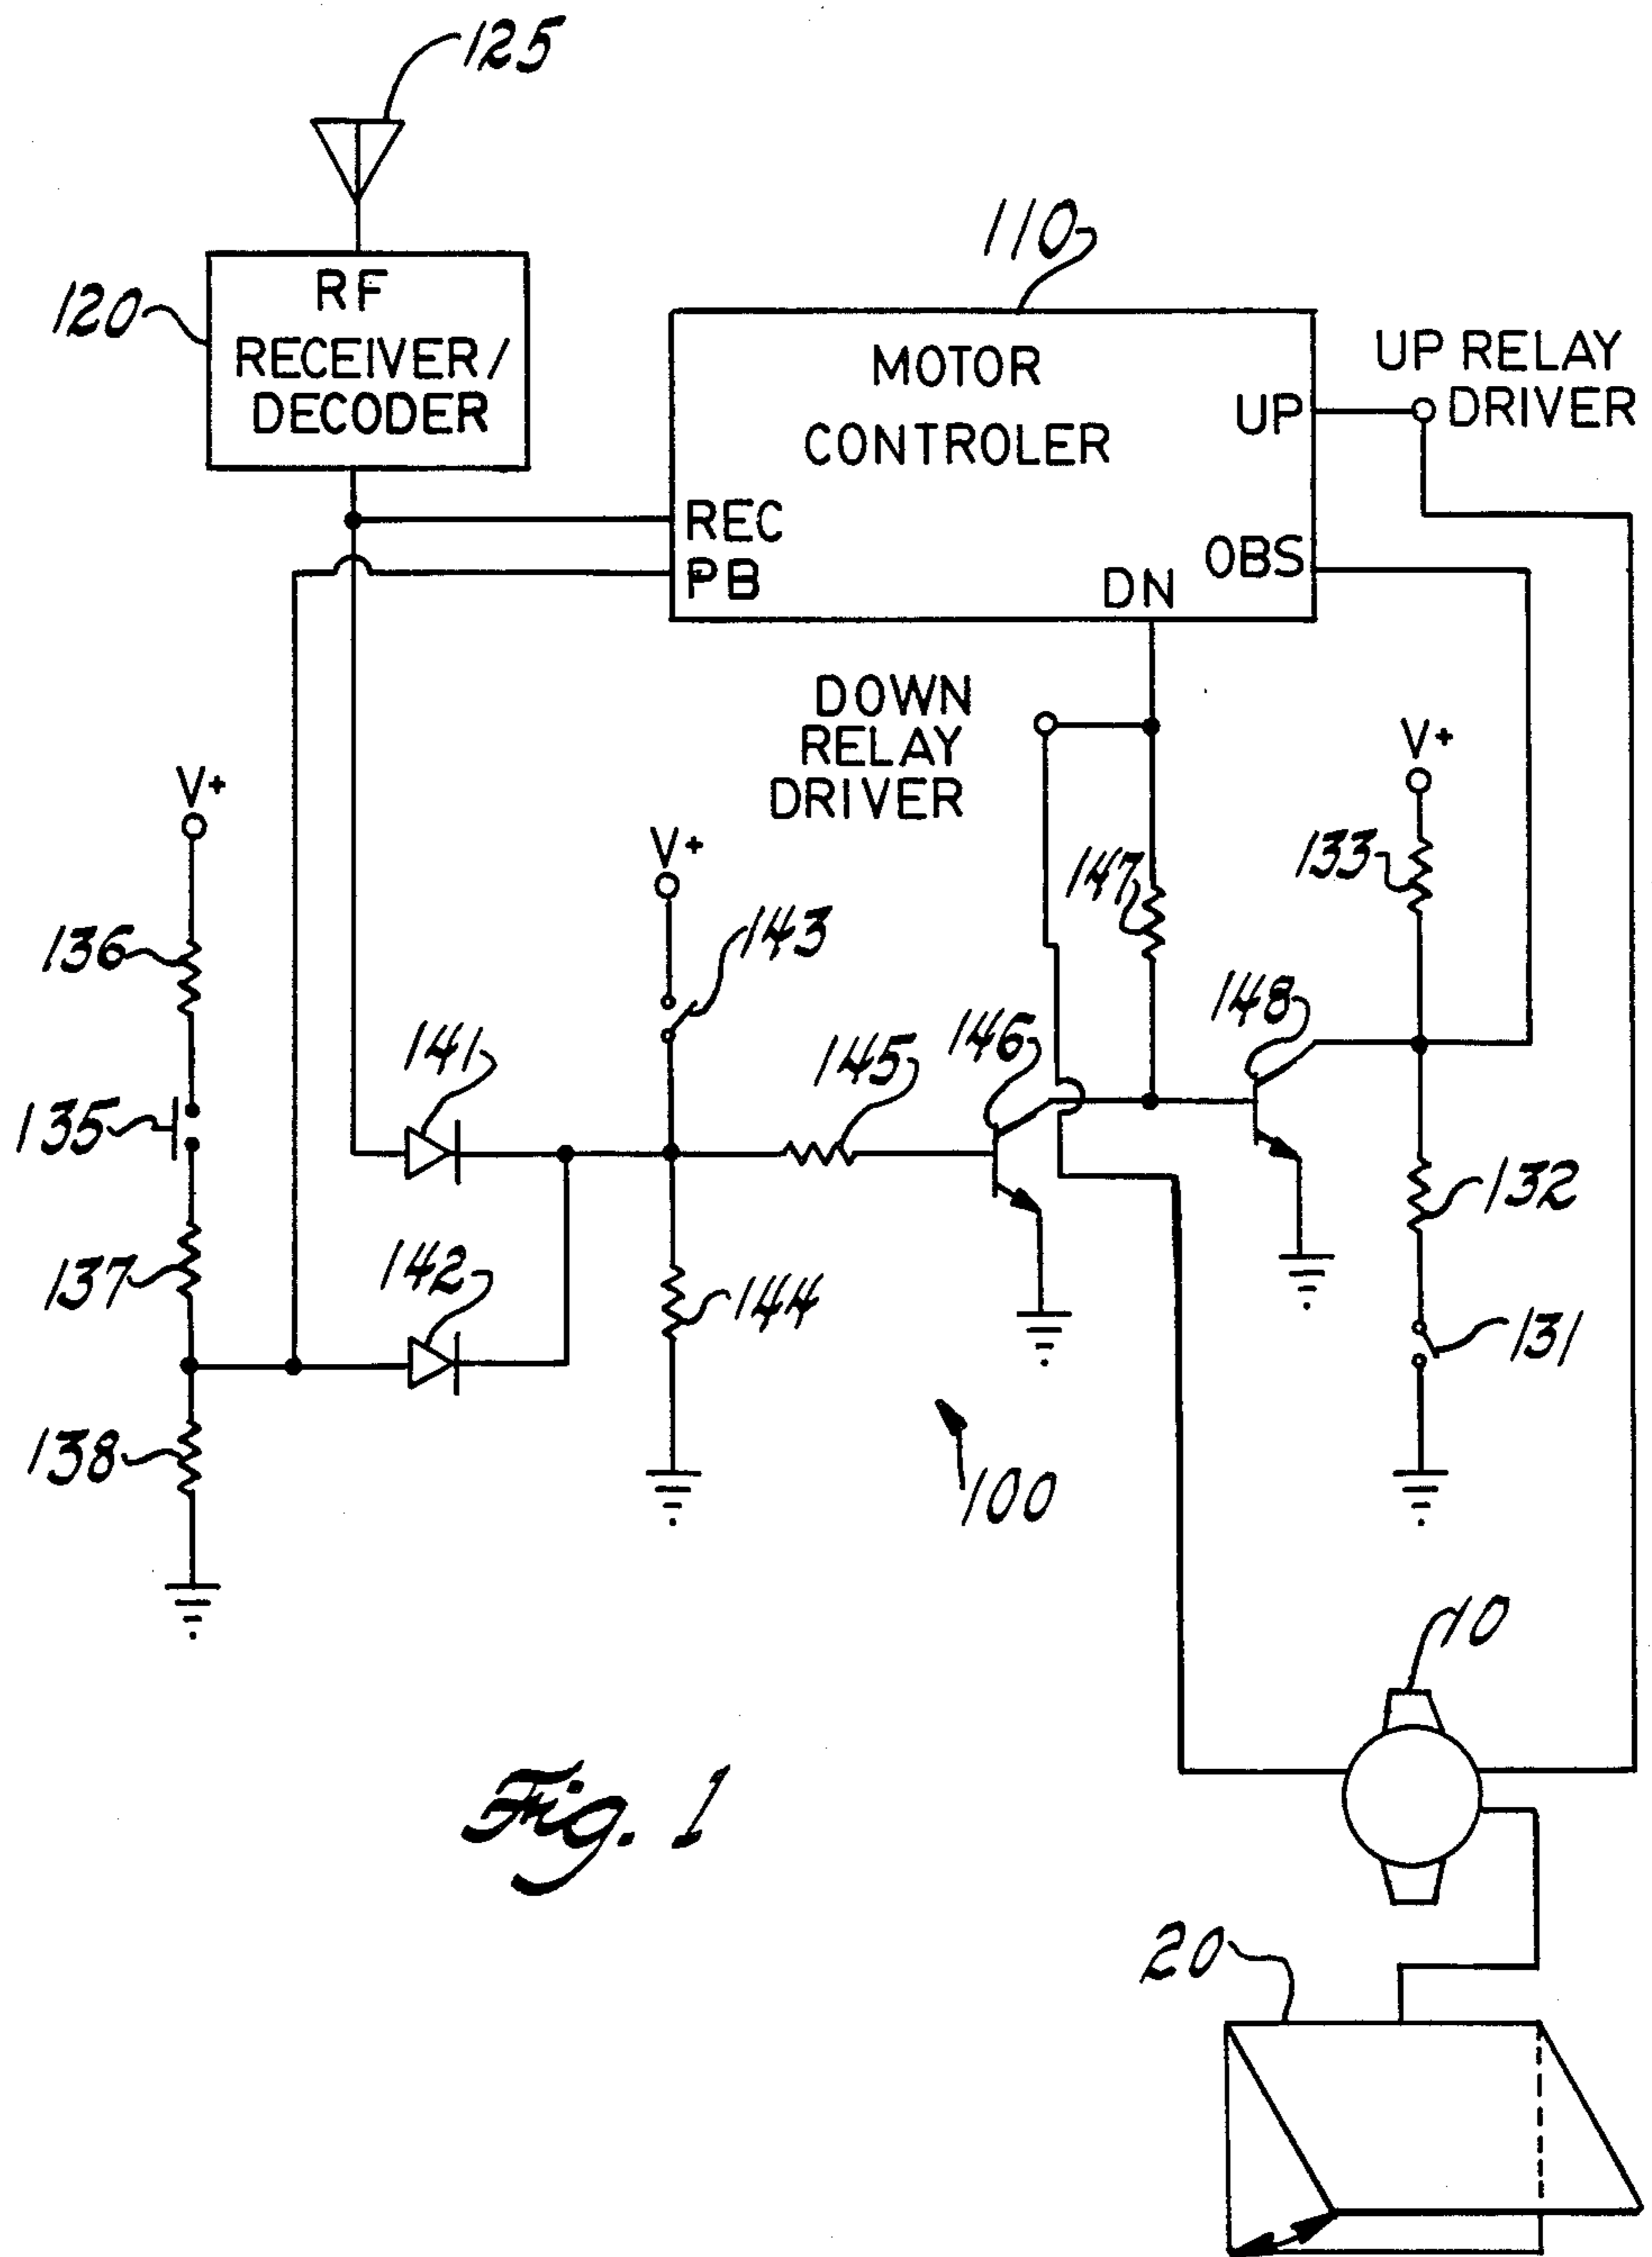 125
110
120
RF
RECEIVER/
DECODER
MOTOR
CONTROLER
UP
UP RELAY
DRIVER
REC
PB
OBS
DN
DOWN
RELAY
DRIVER
V+
V+
V+
133
147
143
136
148
146
141
145
135
132
142
137
144
131
138
100
10
Fig. 1
20